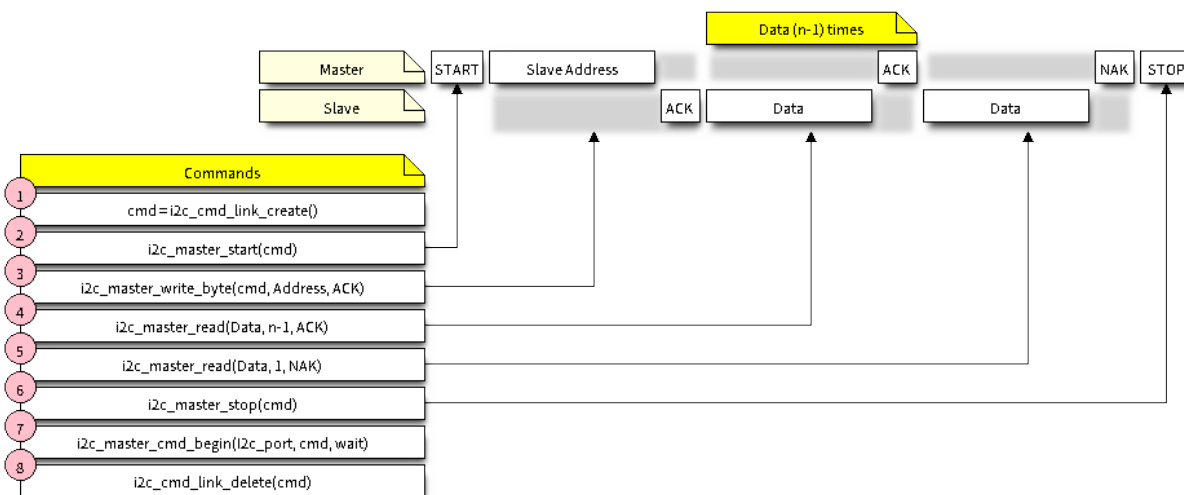 Data (n-1) times
Master START Slave Address ACK NAK STOP
Slave ACK Data Data
Commands
1 cmd=i2c_cmd_link_create()
2 i2c_master_start(cmd)
3 i2c_master_write_byte(cmd, Address, ACK)
4 i2c_master_read(Data, n-1, ACK)
5 i2c_master_read(Data, 1, NAK)
6 i2c_master_stop(cmd)
7 i2c_master_cmd_begin(I2c_port, cmd, wait)
8 i2c_cmd_link_delete(cmd)